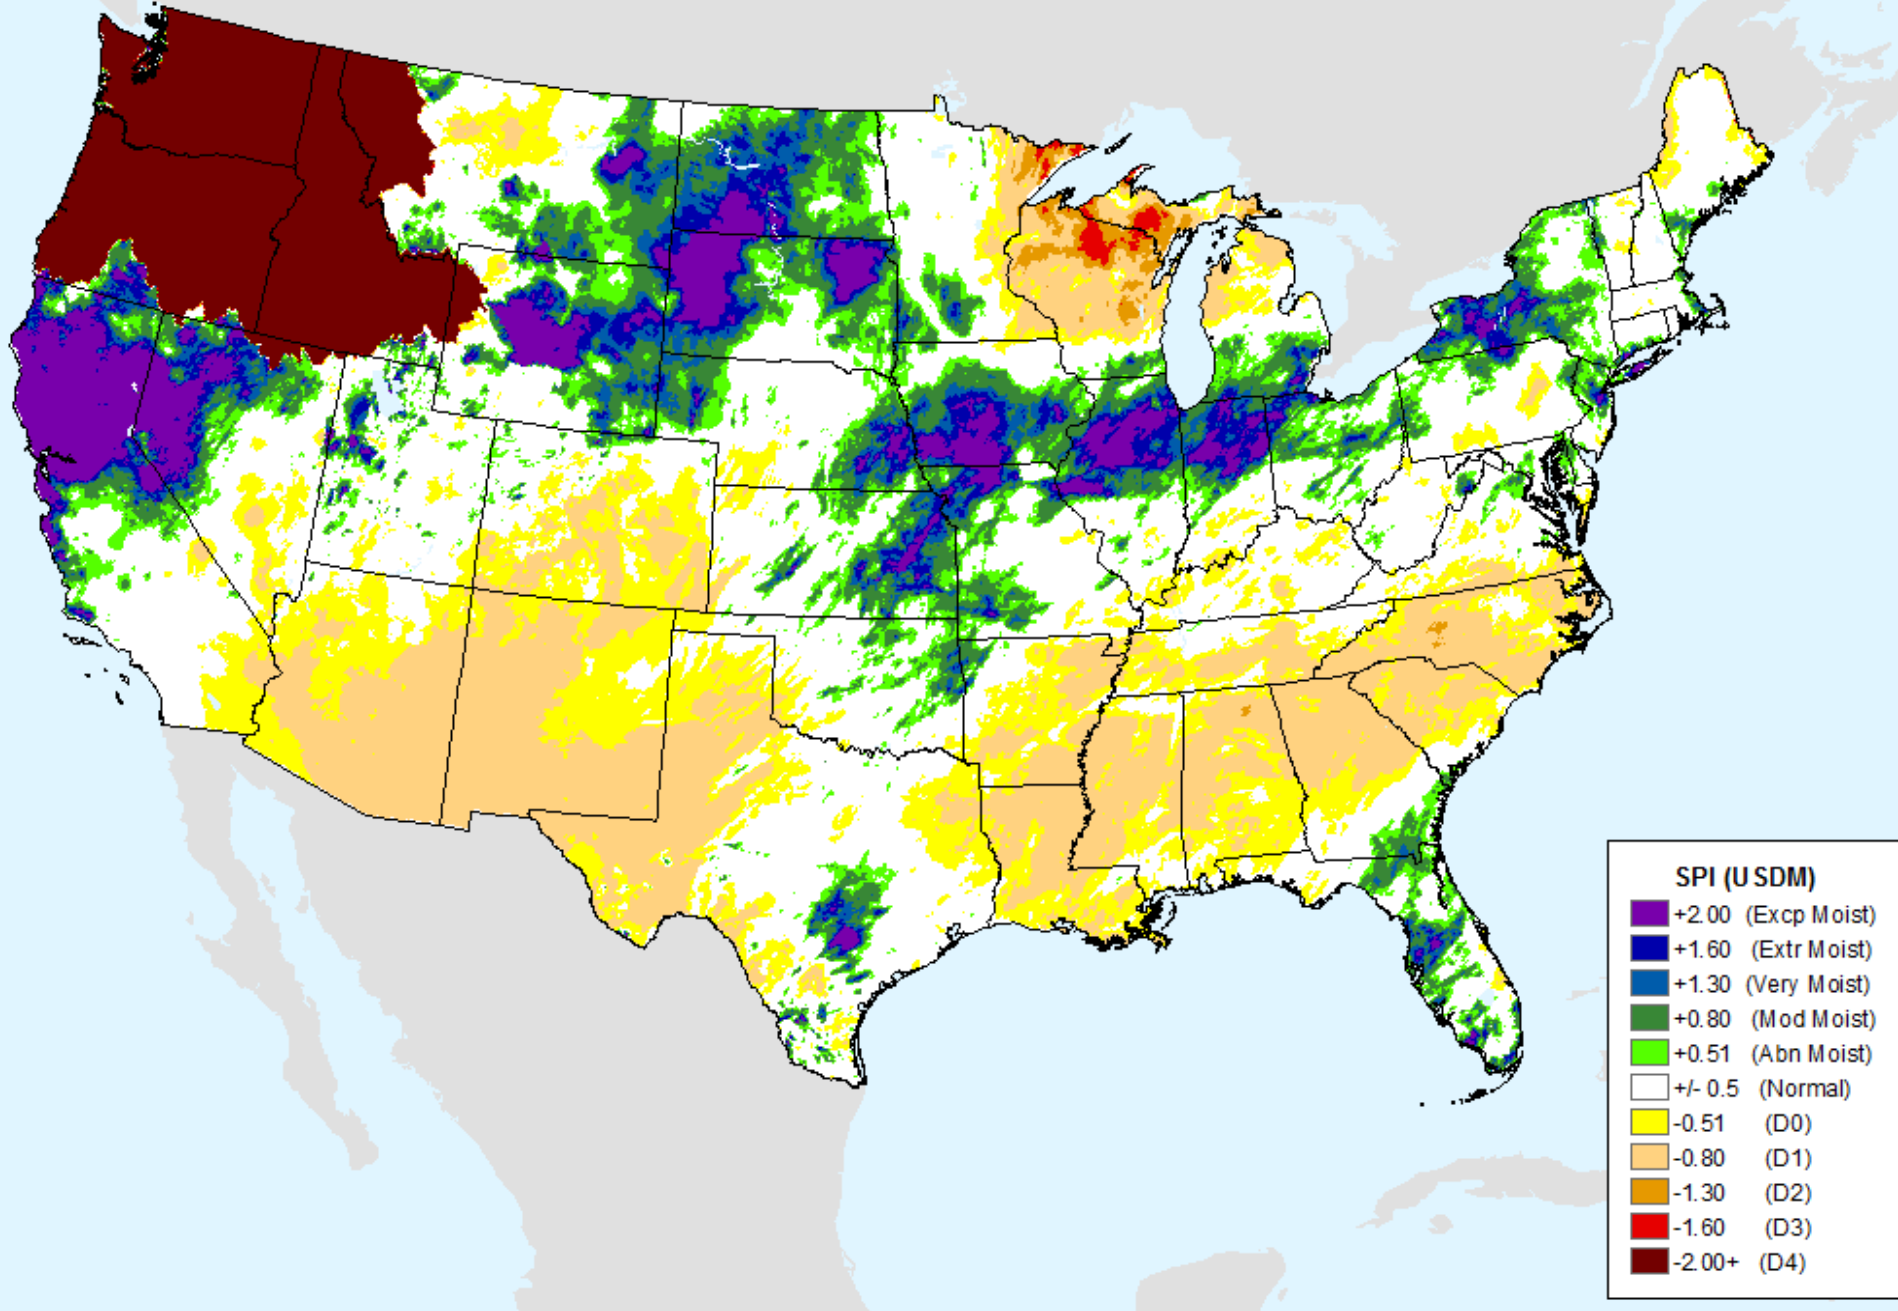 SPI (USDM)
+2.00 (Excp Moist)
+1.60 (Extr Moist)
+1.30 (Very Moist)
+0.80 (Mod Moist)
+0.51 (Abn Moist)
+/- 0.5 (Normal)
-0.51 (D0)
-0.80 (D1)
-1.30 (D2)
-1.60 (D3)
-2.00+ (D4)